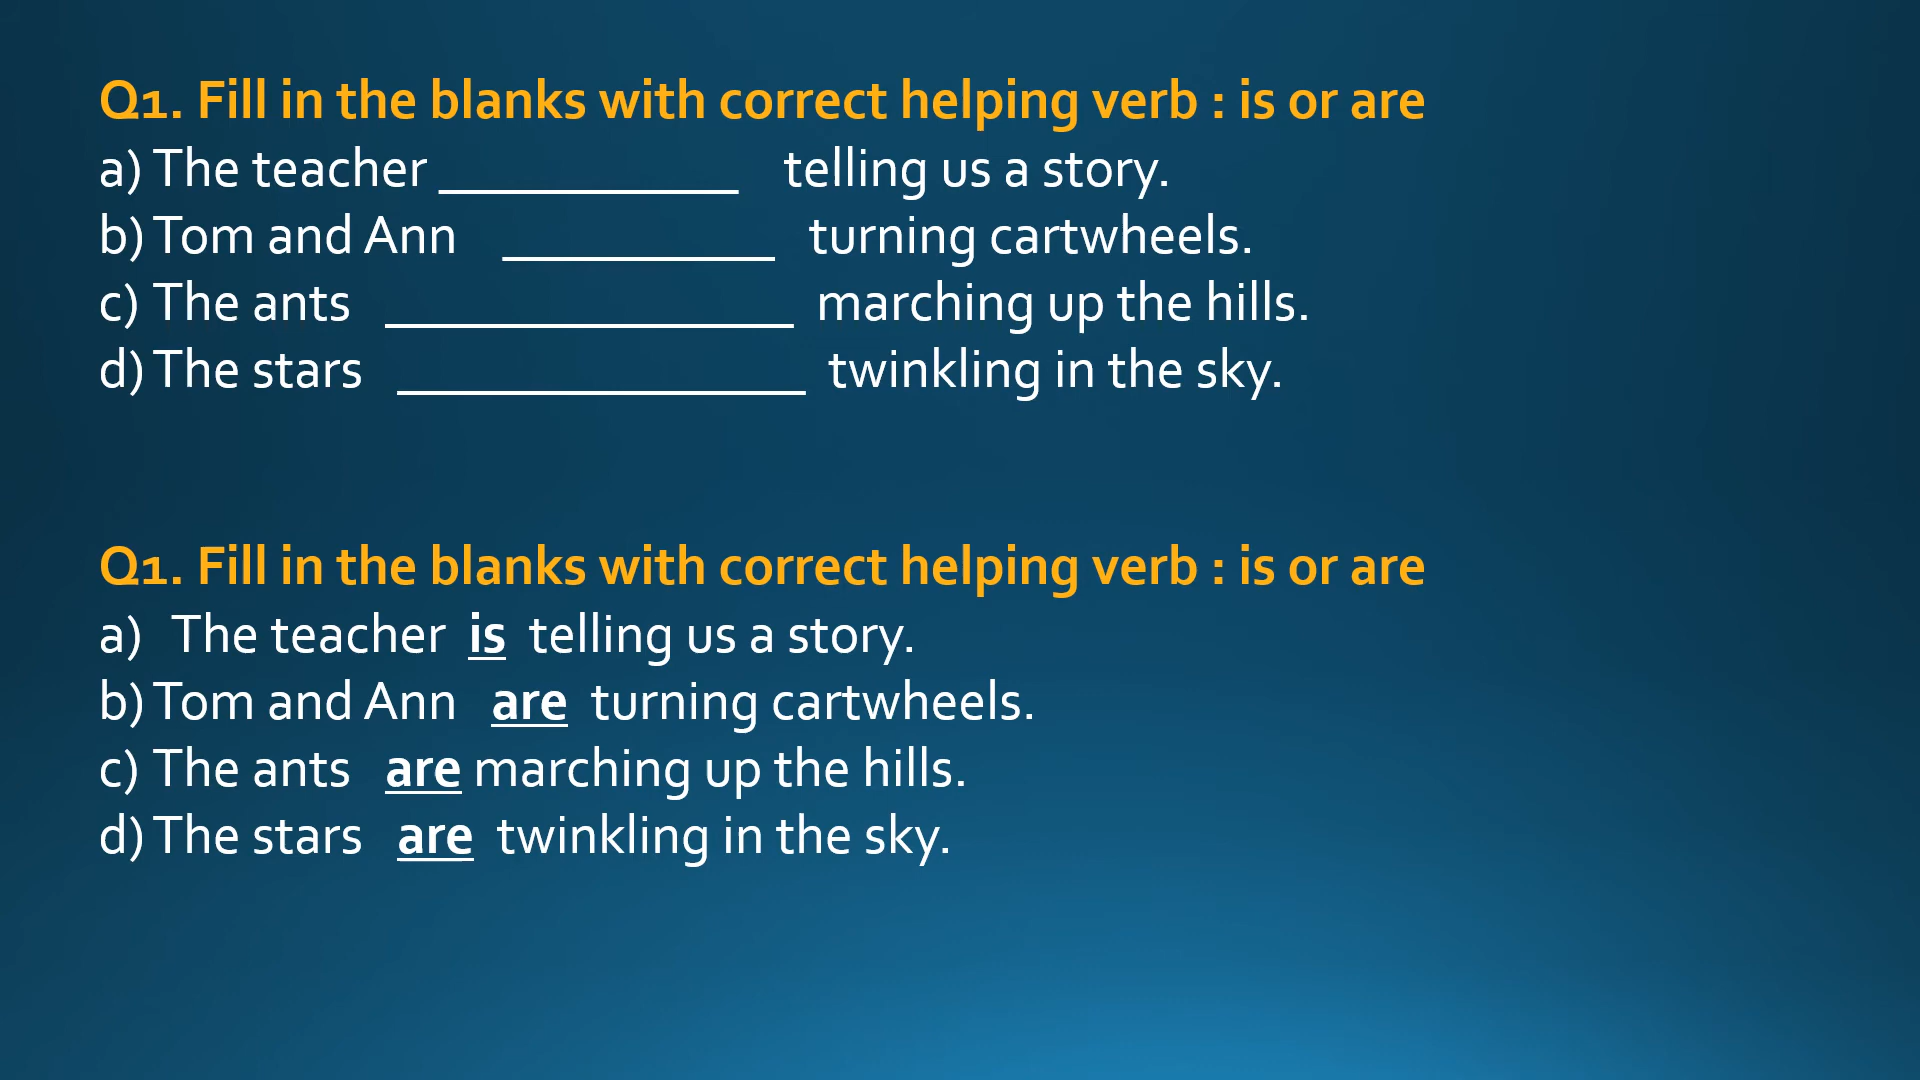 Q1. Fill in the blanks with correct helping verb : is or are
a) The teacher ___________ telling us a story.
b) Tom and Ann __________ turning cartwheels.
c) The ants _______________ marching up the hills.
d) The stars _______________ twinkling in the sky.
Q1. Fill in the blanks with correct helping verb : is or are
a) The teacher is telling us a story.
b) Tom and Ann are turning cartwheels.
c) The ants are marching up the hills.
d) The stars are twinkling in the sky.